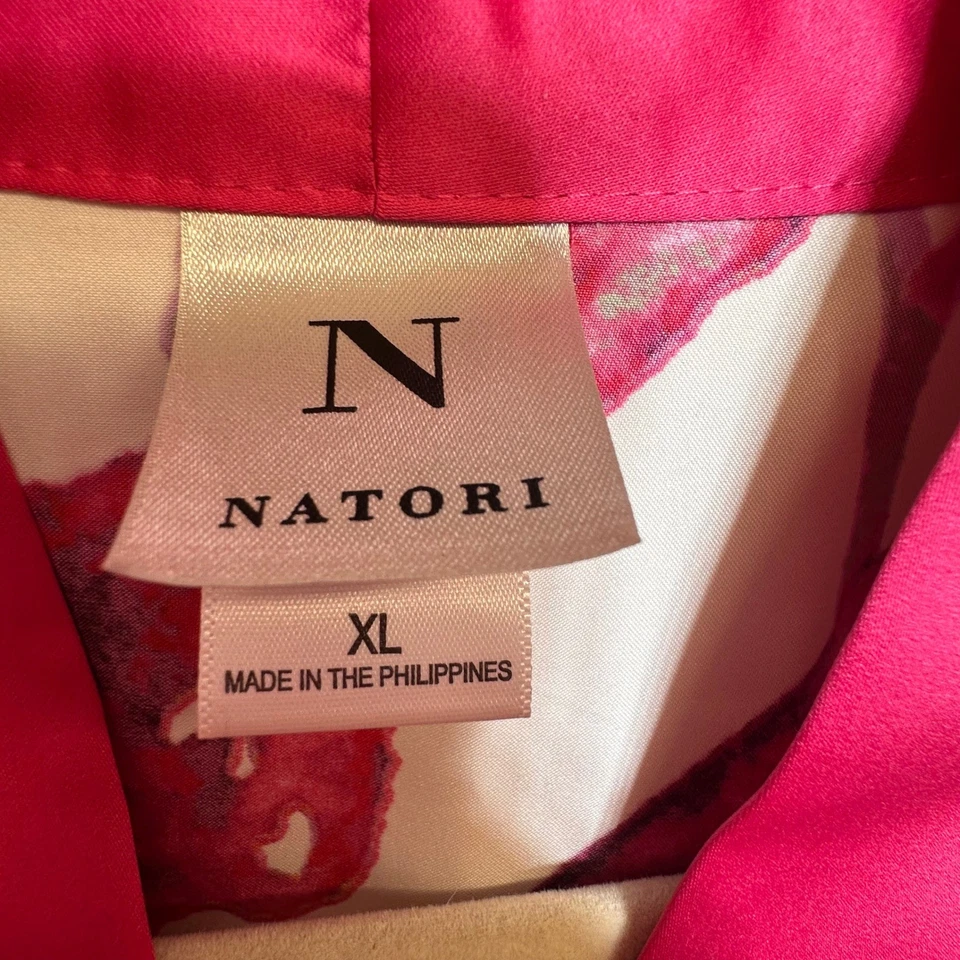 N
NATORI
XL
MADE IN THE PHILIPPINES